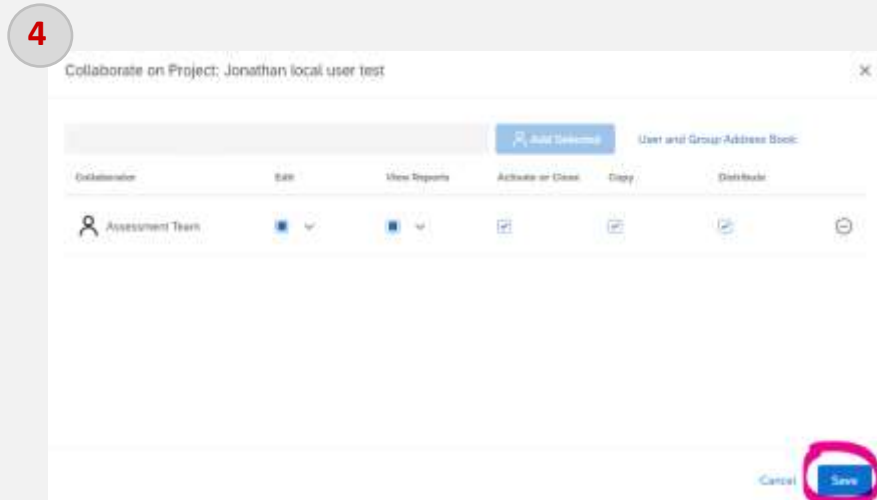 4
Collaborate on Project: Jonathan local user test
Add Selected User and Group Address Book
Collaborator Edit View Reports Activate or Close Copy Distribute
Assessment Team
Cancel Save